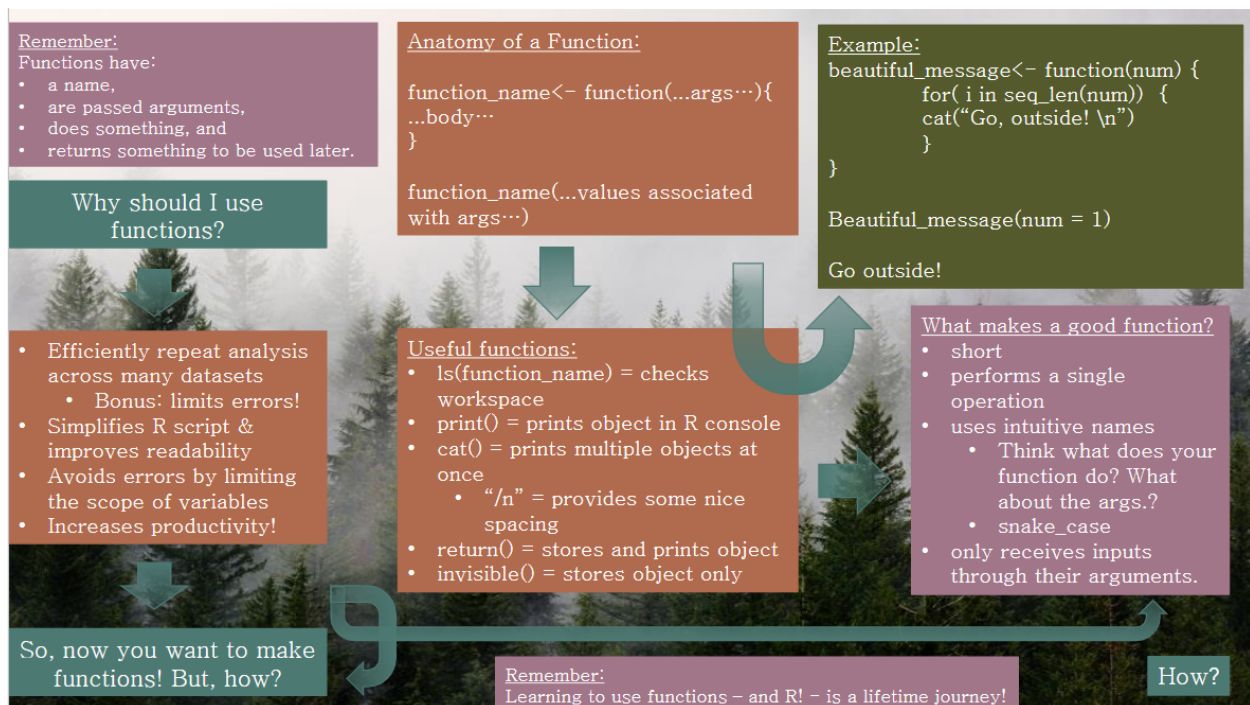 Remember:
Functions have:
• a name,
• are passed arguments,
• does something, and
• returns something to be used later.
Why should I use
functions?
• Efficiently repeat analysis
across many datasets
• Bonus: limits errors!
• Simplifies R script &
improves readability
• Avoids errors by limiting
the scope of variables
• Increases productivity!
So, now you want to make
functions! But, how?
Anatomy of a Function:
function_name<- function(...args…){
...body…
}
function_name(...values associated
with args…)
Useful functions:
• ls(function_name) = checks
workspace
• print() = prints object in R console
• cat() = prints multiple objects at
once
• “/n” = provides some nice
spacing
• return() = stores and prints object
• invisible() = stores object only
Example:
beautiful_message<- function(num) {
for( i in seq_len(num)) {
cat(“Go, outside! \n”)
}
}
Beautiful_message(num = 1)
Go outside!
What makes a good function?
• short
• performs a single
operation
• uses intuitive names
• Think what does your
function do? What
about the args.?
• snake_case
• only receives inputs
through their arguments.
How?
Remember:
Learning to use functions – and R! – is a lifetime journey!